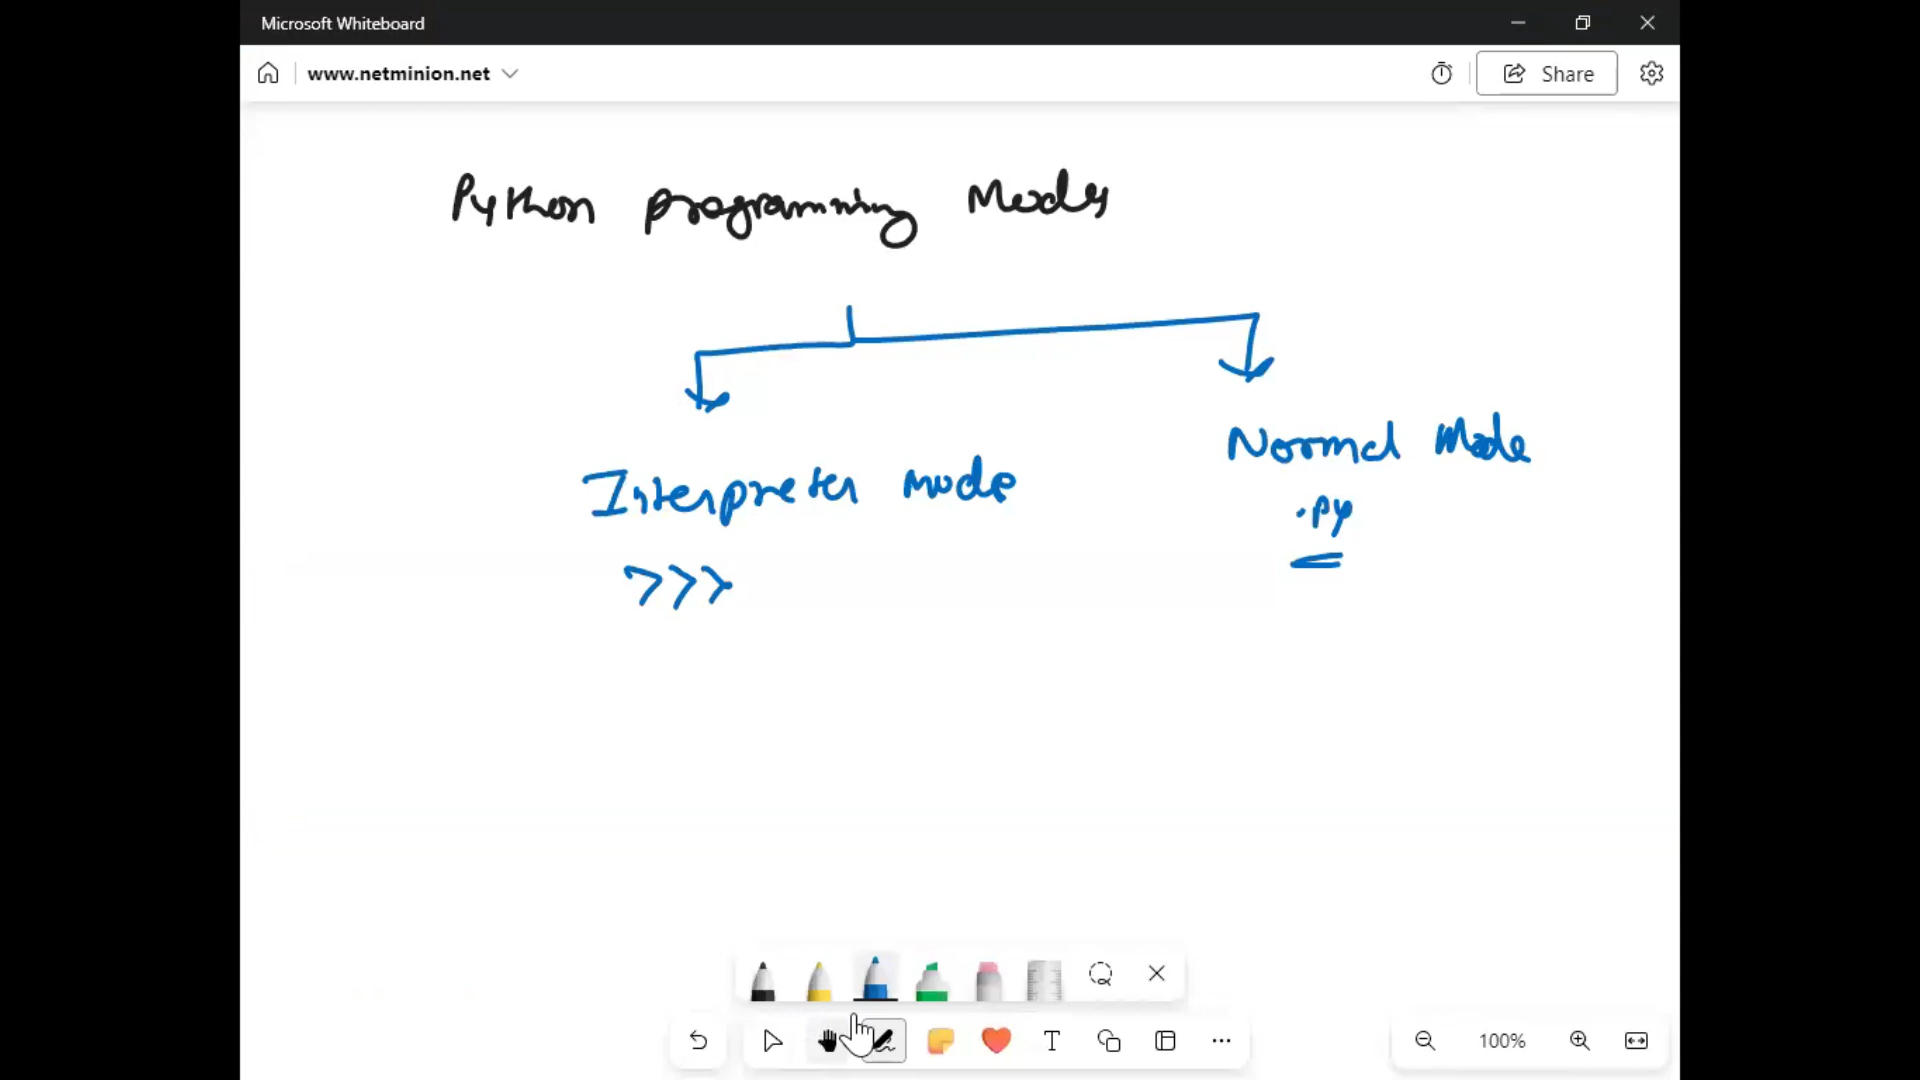 Microsoft Whiteboard
www.netminion.net
Share
Python programming Modes
Normal Mode
.py
Interpreter mode
>>>
T
100%